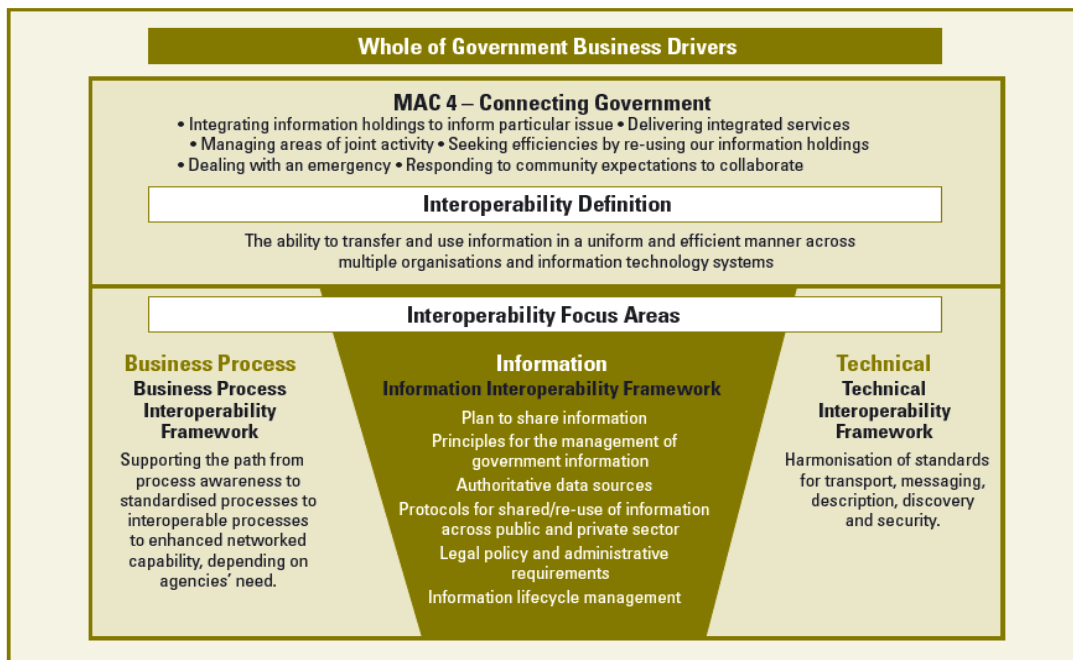 Whole of Government Business Drivers
MAC 4 – Connecting Government
• Integrating information holdings to inform particular issue • Delivering integrated services
• Managing areas of joint activity • Seeking efficiencies by re-using our information holdings
• Dealing with an emergency • Responding to community expectations to collaborate
Interoperability Definition
The ability to transfer and use information in a uniform and efficient manner across
multiple organisations and information technology systems
Interoperability Focus Areas
Business Process
Business Process
Interoperability
Framework
Supporting the path from
process awareness to
standardised processes to
interoperable processes
to enhanced networked
capability, depending on
agencies’ need.
Information
Information Interoperability Framework
Plan to share information
Principles for the management of
government information
Authoritative data sources
Protocols for shared/re-use of information
across public and private sector
Legal policy and administrative
requirements
Information lifecycle management
Technical
Technical
Interoperability
Framework
Harmonisation of standards
for transport, messaging,
description, discovery
and security.